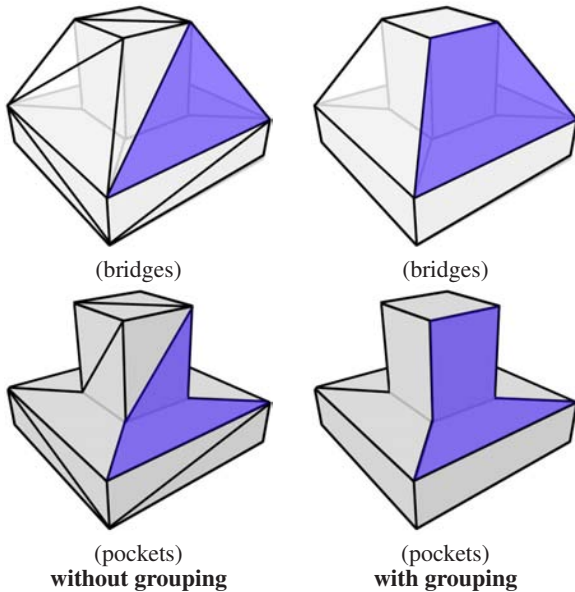 (bridges)
(bridges)
(pockets)
(pockets)
without grouping
with grouping